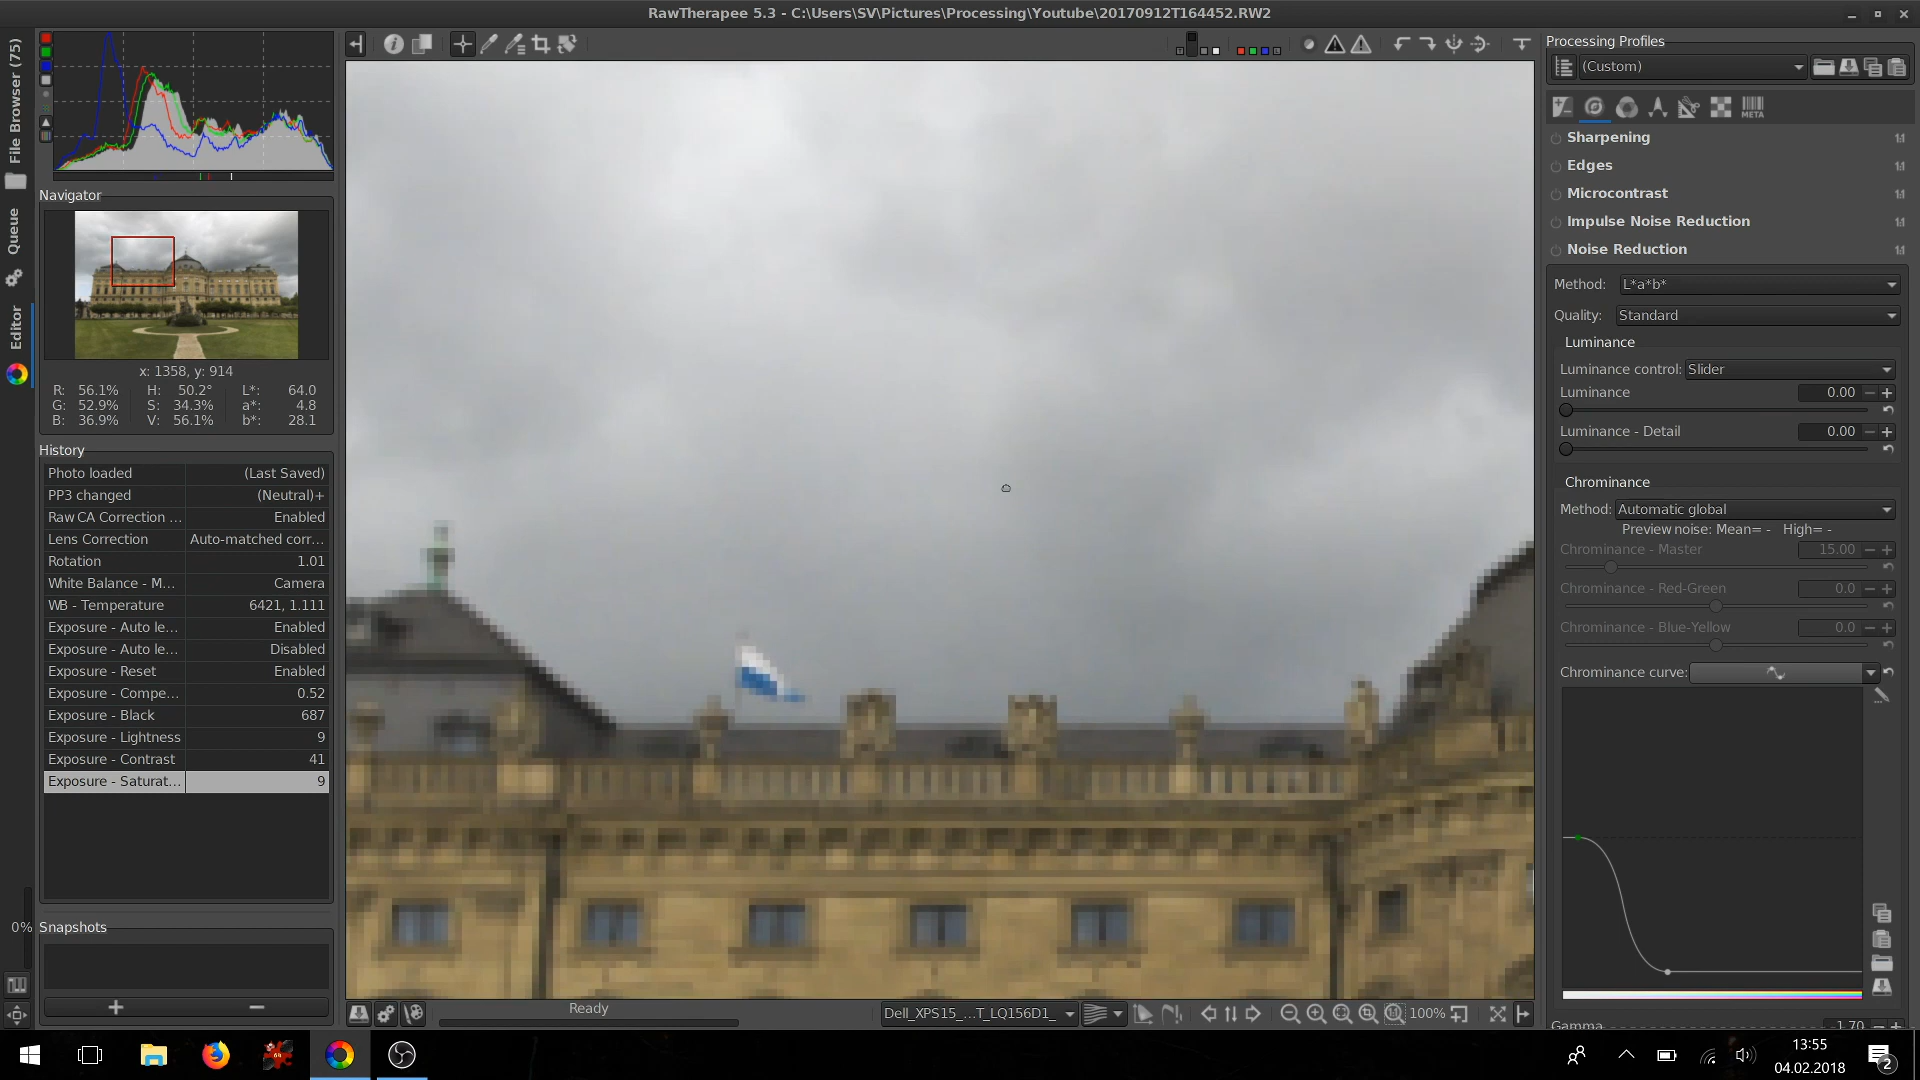 RawTherapee 5.3 - C:\Users\SV\Pictures\Processing\Youtube\20170912T164452.RW2
File Browser (75)
Queue
Editor
Navigator
x: 1358, y: 914
R: 56.1% H: 50.2° L*: 64.0
G: 52.9% S: 34.3% a*: 4.8
B: 36.9% V: 56.1% b*: 28.1
History
Photo loaded (Last Saved)
PP3 changed (Neutral)+
Raw CA Correction ... Enabled
Lens Correction Auto-matched corr...
Rotation 1.01
White Balance - M... Camera
WB - Temperature 6421, 1.111
Exposure - Auto le... Enabled
Exposure - Auto le... Disabled
Exposure - Reset Enabled
Exposure - Compe... 0.52
Exposure - Black 687
Exposure - Lightness 9
Exposure - Contrast 41
Exposure - Saturat... 9
0%
Snapshots
Ready
Dell_XPS15_...T_LQ156D1_
100%
Processing Profiles
(Custom)
META
Sharpening
Edges
Microcontrast
Impulse Noise Reduction
Noise Reduction
Method: L*a*b*
Quality: Standard
Luminance
Luminance control: Slider
Luminance 0.00
Luminance - Detail 0.00
Chrominance
Method: Automatic global
Preview noise: Mean= - High= -
Chrominance - Master 15.00
Chrominance - Red-Green 0.0
Chrominance - Blue-Yellow 0.0
Chrominance curve:
Gamma 1.70
13:55
04.02.2018
2